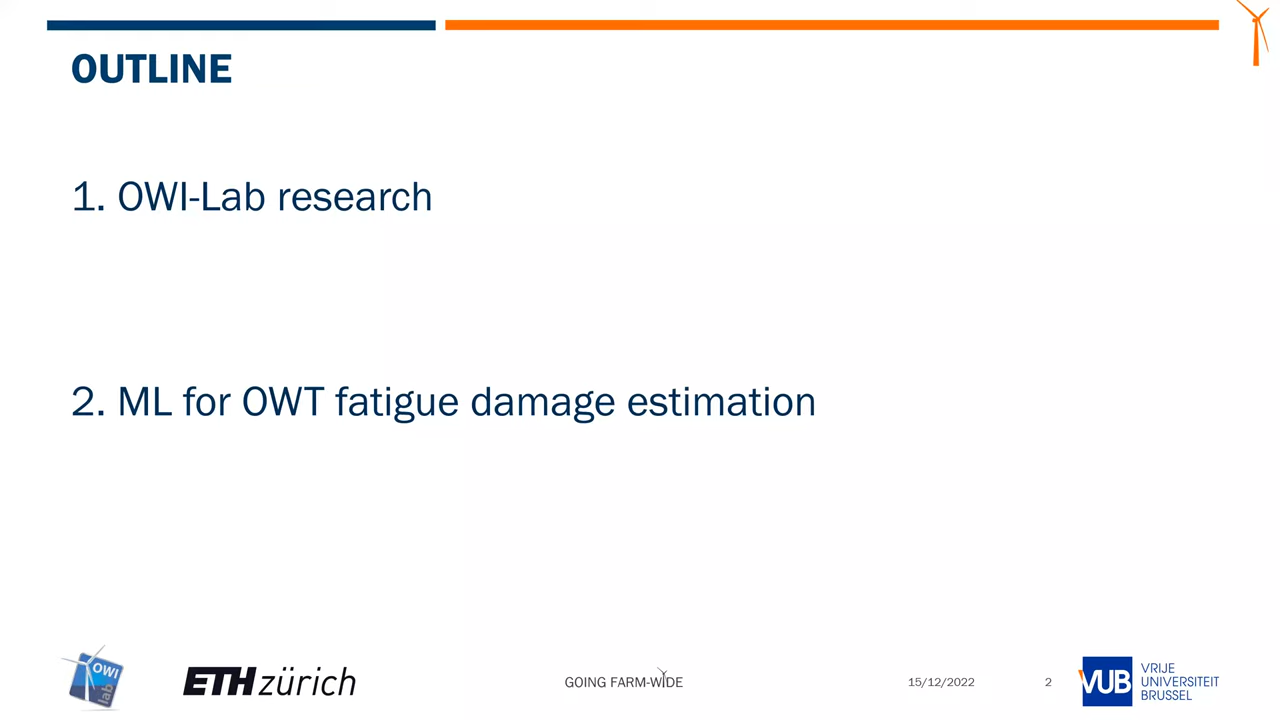 OUTLINE
1. OWI-Lab research
2. ML for OWT fatigue damage estimation
OWI
lab
ETH zürich
GOING FARM-WIDE
15/12/2022
2
VUB
VRIJE
UNIVERSITEIT
BRUSSEL